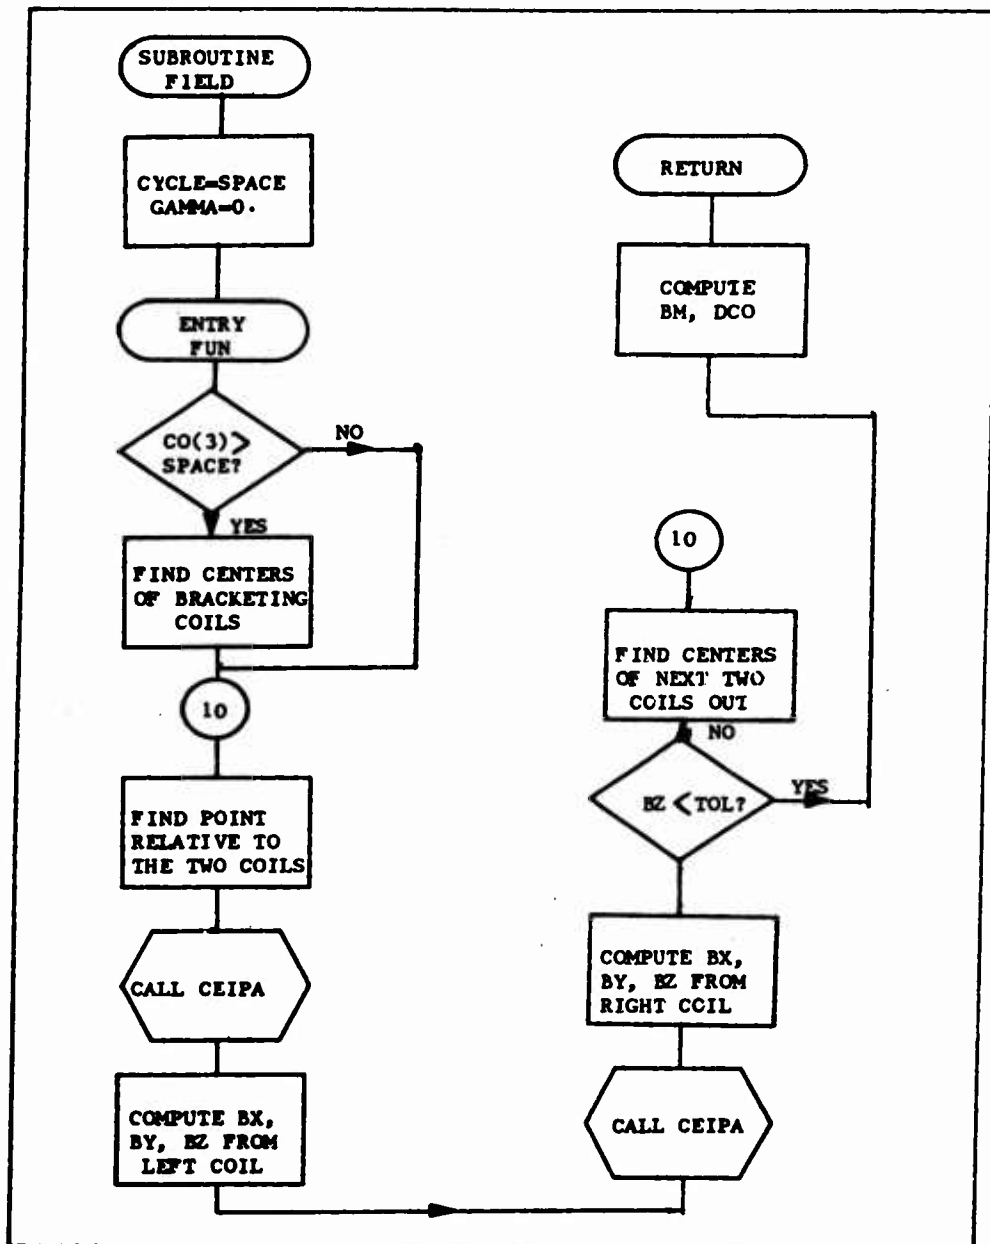 SUBROUTINE
FIELD
CYCLE=SPACE
GAMMA=0.
ENTRY
FUN
CO(3)>
SPACE?
NO
YES
FIND CENTERS
OF BRACKETING
COILS
10
FIND POINT
RELATIVE TO
THE TWO COILS
CALL CEIPA
COMPUTE BX,
BY, BZ FROM
LEFT COIL
RETURN
COMPUTE
BM, DCO
10
FIND CENTERS
OF NEXT TWO
COILS OUT
NO
BZ < TOL?
YES
COMPUTE BX,
BY, BZ FROM
RIGHT COIL
CALL CEIPA